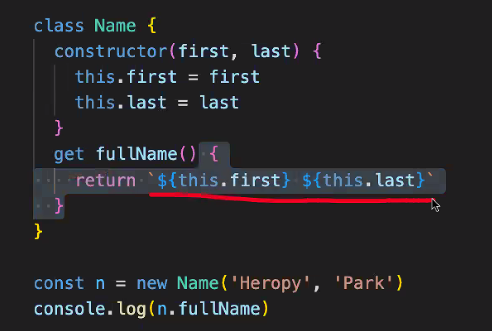 class Name {
constructor(first, last) {
this.first = first
this.last = last
}
get fullName() {
return `${this.first} ${this.last}`
}
}
const n = new Name('Heropy', 'Park')
console.log(n.fullName)